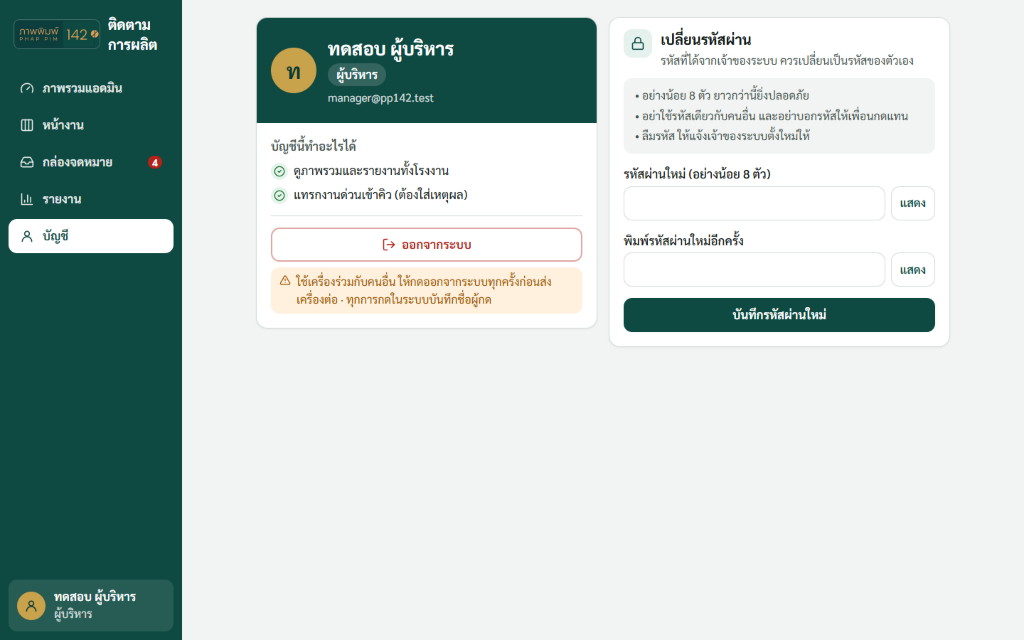 ภาพพิมพ์
PHAP PIM
142
ติดตาม
การผลิต
ภาพรวมแอดมิน
หน้างาน
กล่องจดหมาย
4
รายงาน
บัญชี
ทดสอบ ผู้บริหาร
ผู้บริหาร
ท
ทดสอบ ผู้บริหาร
ผู้บริหาร
manager@pp142.test
บัญชีนี้ทำอะไรได้
ดูภาพรวมและรายงานทั้งโรงงาน
แทรกงานด่วนเข้าคิว (ต้องใส่เหตุผล)
ออกจากระบบ
ใช้เครื่องร่วมกับคนอื่น ให้กดออกจากระบบทุกครั้งก่อนส่ง
เครื่องต่อ · ทุกการกดในระบบบันทึกชื่อผู้กด
เปลี่ยนรหัสผ่าน
รหัสที่ได้จากเจ้าของระบบ ควรเปลี่ยนเป็นรหัสของตัวเอง
• อย่างน้อย 8 ตัว ยาวกว่านี้ยิ่งปลอดภัย
• อย่าใช้รหัสเดียวกับคนอื่น และอย่าบอกรหัสให้เพื่อนกดแทน
• ลืมรหัส ให้แจ้งเจ้าของระบบตั้งใหม่ให้
รหัสผ่านใหม่ (อย่างน้อย 8 ตัว)
แสดง
พิมพ์รหัสผ่านใหม่อีกครั้ง
แสดง
บันทึกรหัสผ่านใหม่